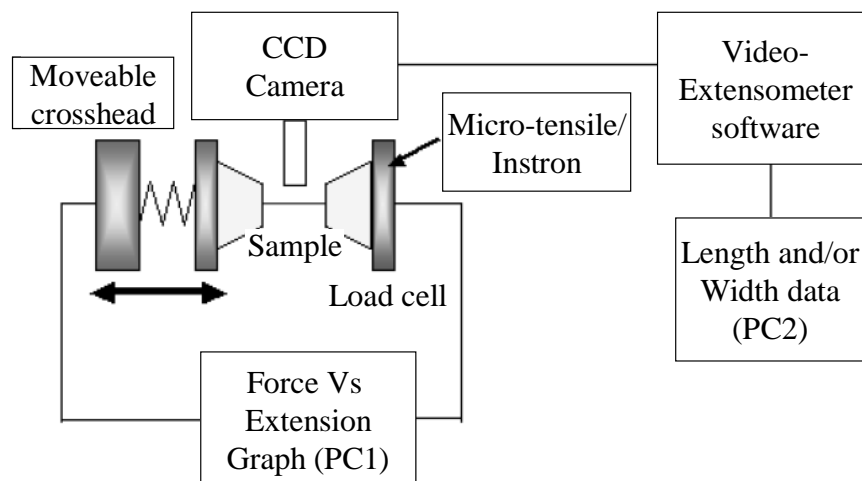 CCD
Camera
Video-
Extensometer
software
Moveable
crosshead
Micro-tensile/
Instron
Sample
Load cell
Length and/or
Width data
(PC2)
Force Vs
Extension
Graph (PC1)